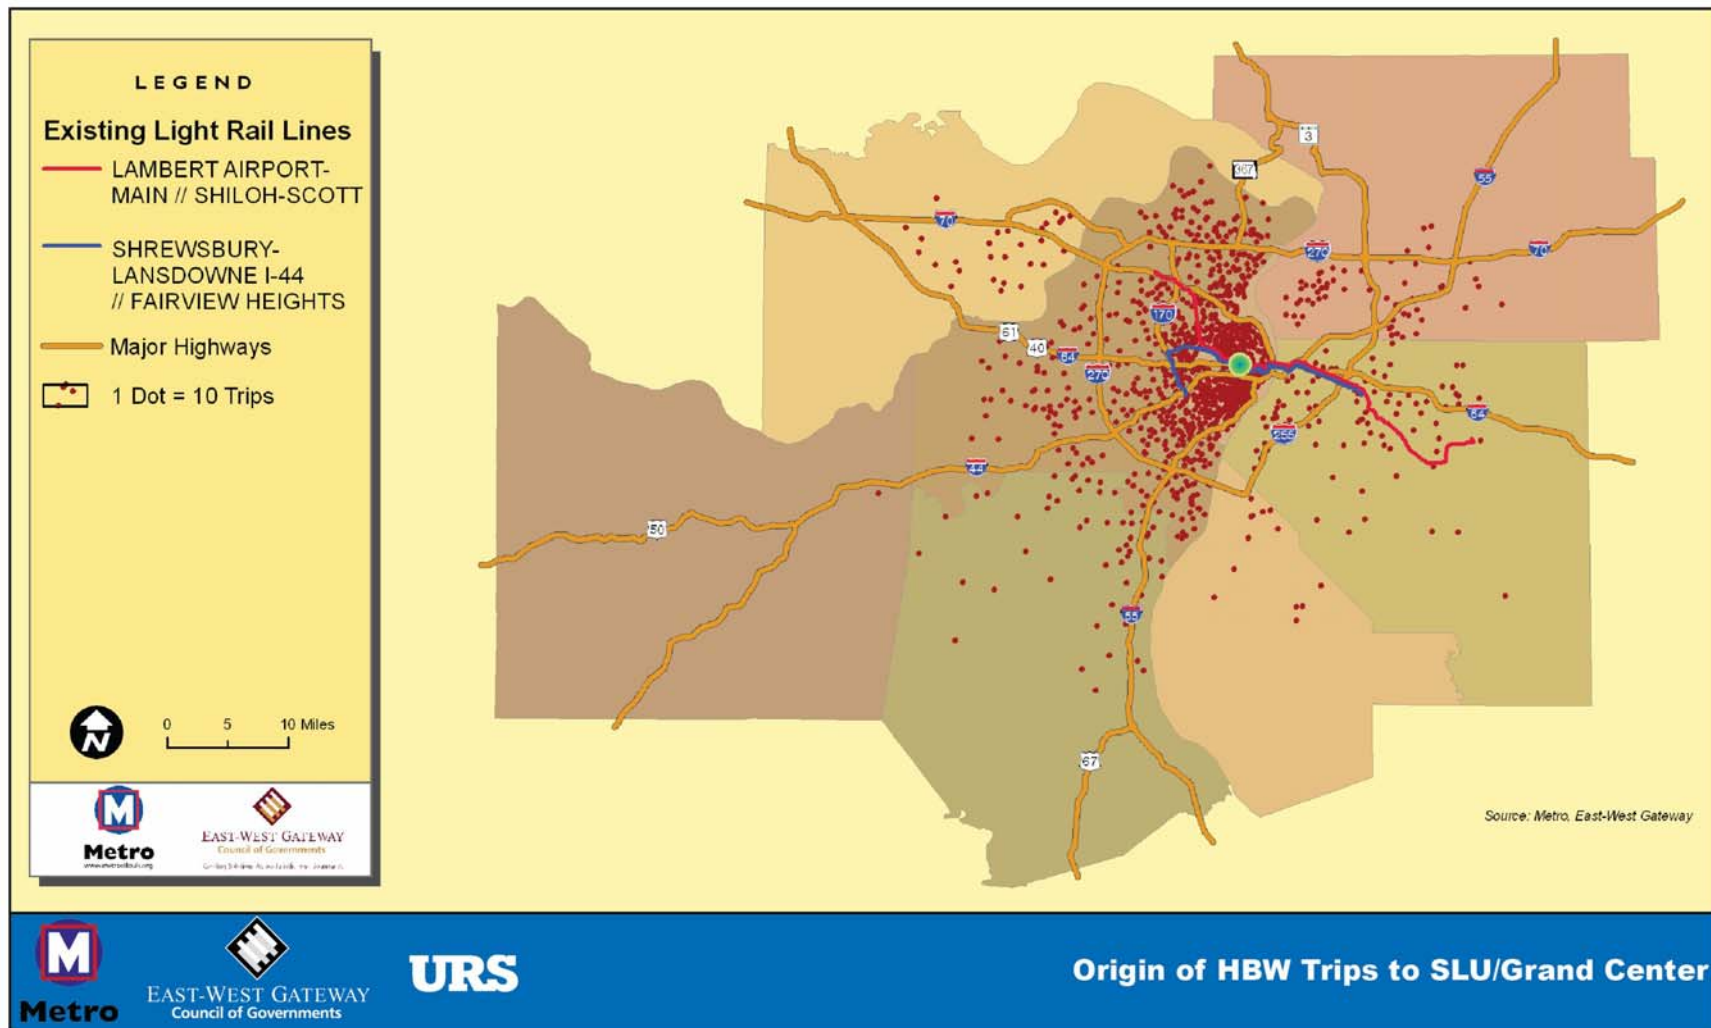 LEGEND
Existing Light Rail Lines
LAMBERT AIRPORT-
MAIN // SHILOH-SCOTT
SHREWSBURY-
LANSDOWNE I-44
// FAIRVIEW HEIGHTS
Major Highways
1 Dot = 10 Trips
N
0 5 10 Miles
M
Metro
EAST-WEST GATEWAY
Council of Governments
3
367
55
70
270
70
170
61
40
64
270
64
255
44
50
55
67
Source: Metro, East-West Gateway
M
Metro
EAST-WEST GATEWAY
Council of Governments
URS
Origin of HBW Trips to SLU/Grand Center